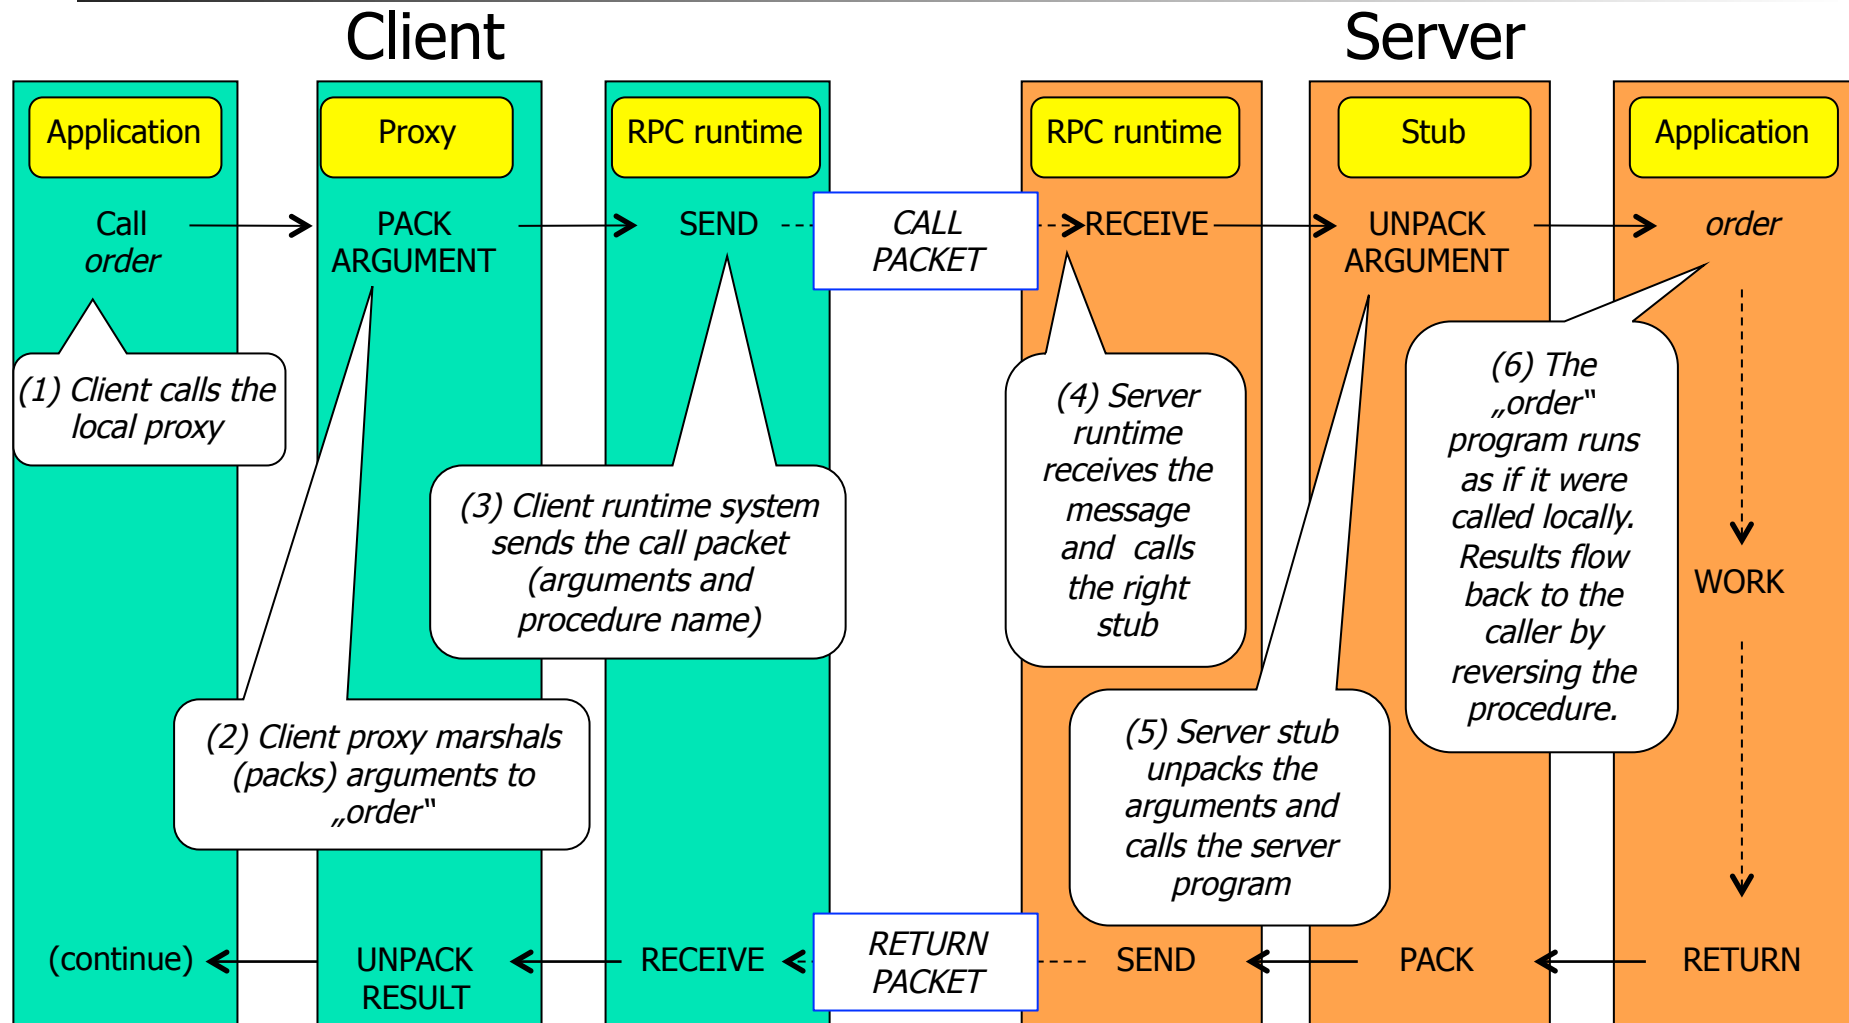 Client
Server
Application
Proxy
RPC runtime
RPC runtime
Stub
Application
Call
order
PACK
ARGUMENT
SEND
CALL
PACKET
RECEIVE
UNPACK
ARGUMENT
order
(1) Client calls the
local proxy
(2) Client proxy marshals
(packs) arguments to
„order“
(3) Client runtime system
sends the call packet
(arguments and
procedure name)
(4) Server
runtime
receives the
message
and calls
the right
stub
(5) Server stub
unpacks the
arguments and
calls the server
program
(6) The
„order“
program runs
as if it were
called locally.
Results flow
back to the
caller by
reversing the
procedure.
WORK
(continue)
UNPACK
RESULT
RECEIVE
RETURN
PACKET
SEND
PACK
RETURN